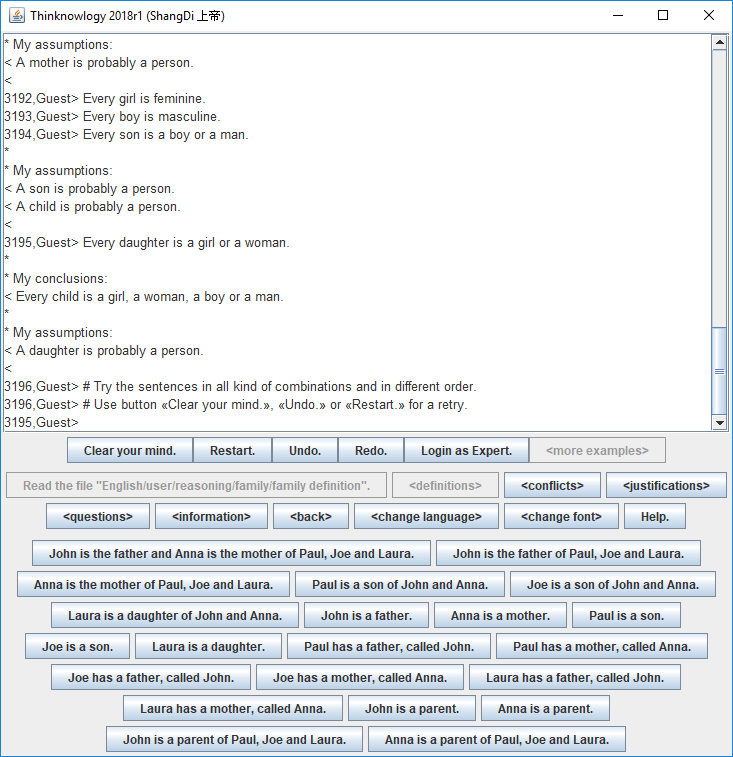 Thinknowlogy 2018r1 (ShangDi 上帝)
* My assumptions:
< A mother is probably a person.
<
3192,Guest> Every girl is feminine.
3193,Guest> Every boy is masculine.
3194,Guest> Every son is a boy or a man.
*
* My assumptions:
< A son is probably a person.
< A child is probably a person.
<
3195,Guest> Every daughter is a girl or a woman.
*
* My conclusions:
< Every child is a girl, a woman, a boy or a man.
*
* My assumptions:
< A daughter is probably a person.
<
3196,Guest> # Try the sentences in all kind of combinations and in different order.
3196,Guest> # Use button «Clear your mind.», «Undo.» or «Restart.» for a retry.
3195,Guest>
Clear your mind. Restart. Undo. Redo. Login as Expert. <more examples>
Read the file "English/user/reasoning/family/family definition". <definitions> <conflicts> <justifications>
<questions> <information> <back> <change language> <change font> Help.
John is the father and Anna is the mother of Paul, Joe and Laura. John is the father of Paul, Joe and Laura.
Anna is the mother of Paul, Joe and Laura. Paul is a son of John and Anna. Joe is a son of John and Anna.
Laura is a daughter of John and Anna. John is a father. Anna is a mother. Paul is a son.
Joe is a son. Laura is a daughter. Paul has a father, called John. Paul has a mother, called Anna.
Joe has a father, called John. Joe has a mother, called Anna. Laura has a father, called John.
Laura has a mother, called Anna. John is a parent. Anna is a parent.
John is a parent of Paul, Joe and Laura. Anna is a parent of Paul, Joe and Laura.